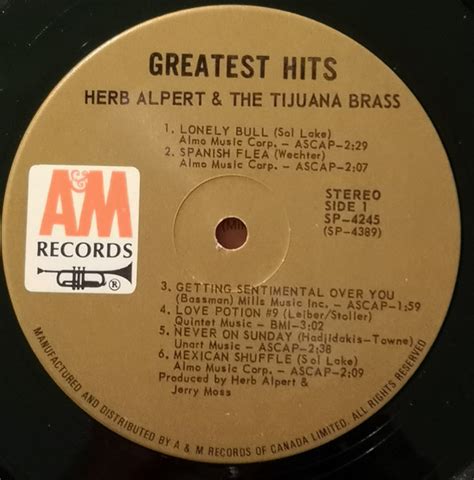 GREATEST HITS
HERB ALPERT & THE TIJUANA BRASS
1. LONELY BULL (Sol Lake)
Almo Music Corp. - ASCAP-2:29
2. SPANISH FLEA (Wechter)
Almo Music Corp. - ASCAP-2:07
A&M
RECORDS
®
STEREO
SIDE 1
SP-4245
(SP-4389)
3. GETTING SENTIMENTAL OVER YOU
(Bassman) Mills Music Inc. - ASCAP-1:59
4. LOVE POTION #9 (Leiber/Stoller)
Quintet Music - BMI-3:02
5. NEVER ON SUNDAY (Hadjidakis-Towne)
Unart Music - ASCAP-2:38
6. MEXICAN SHUFFLE (Sol Lake)
Almo Music Corp. - ASCAP-2:09
Produced by Herb Alpert &
Jerry Moss
MANUFACTURED AND DISTRIBUTED BY A & M RECORDS OF CANADA LIMITED. ALL RIGHTS RESERVED